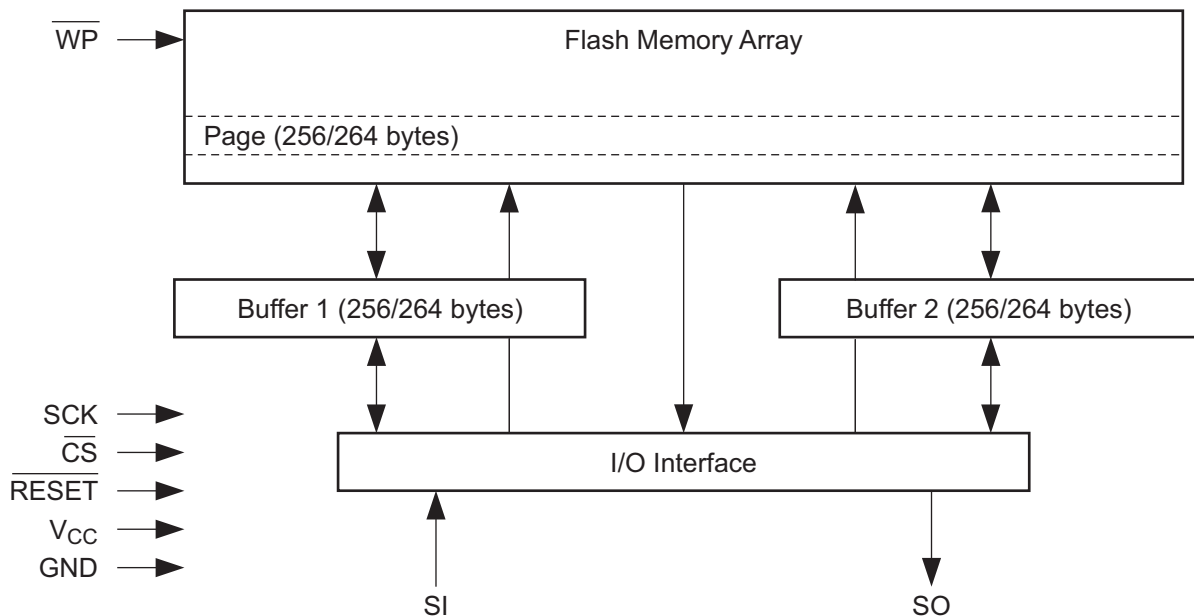 WP
Flash Memory Array
Page (256/264 bytes)
Buffer 1 (256/264 bytes)
Buffer 2 (256/264 bytes)
SCK
CS
RESET
VCC
GND
I/O Interface
SI
SO